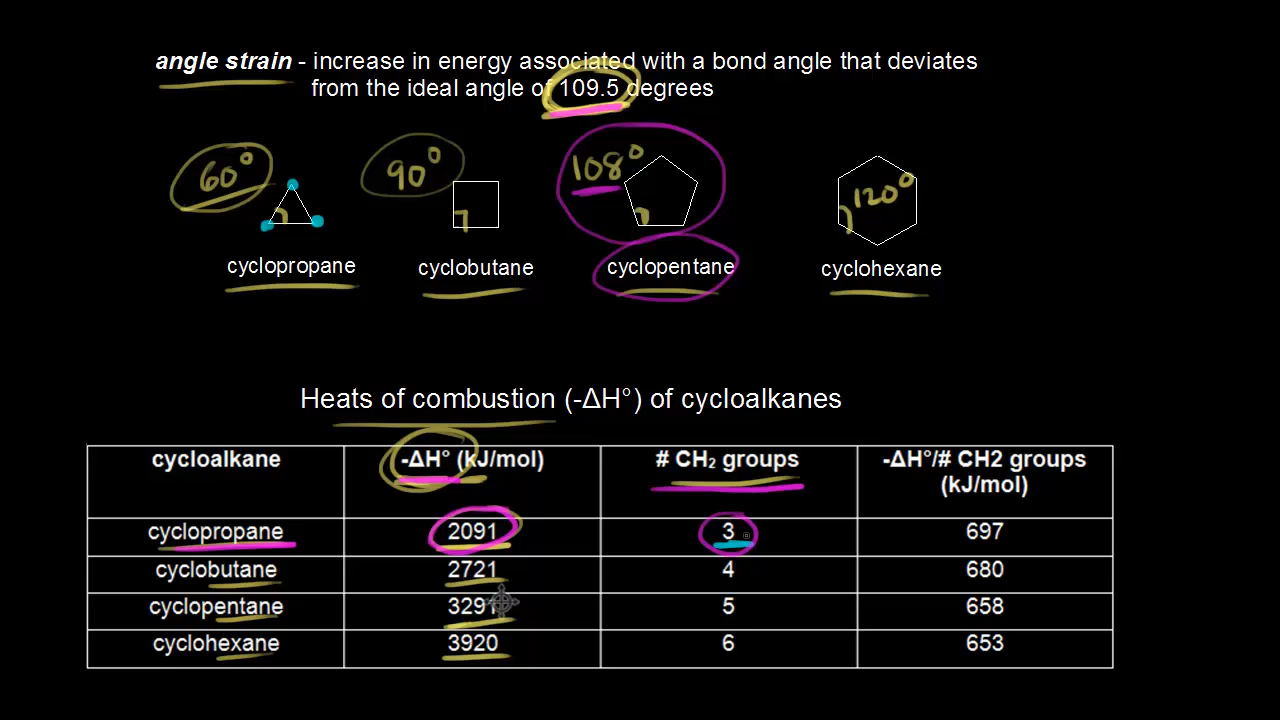 angle strain - increase in energy associated with a bond angle that deviates
from the ideal angle of 109.5 degrees
60° 90° 108° 120°
cyclopropane cyclobutane cyclopentane cyclohexane
Heats of combustion (-ΔH°) of cycloalkanes
cycloalkane -ΔH° (kJ/mol) # CH₂ groups -ΔH°/# CH2 groups
(kJ/mol)
cyclopropane 2091 3 697
cyclobutane 2721 4 680
cyclopentane 3291 5 658
cyclohexane 3920 6 653